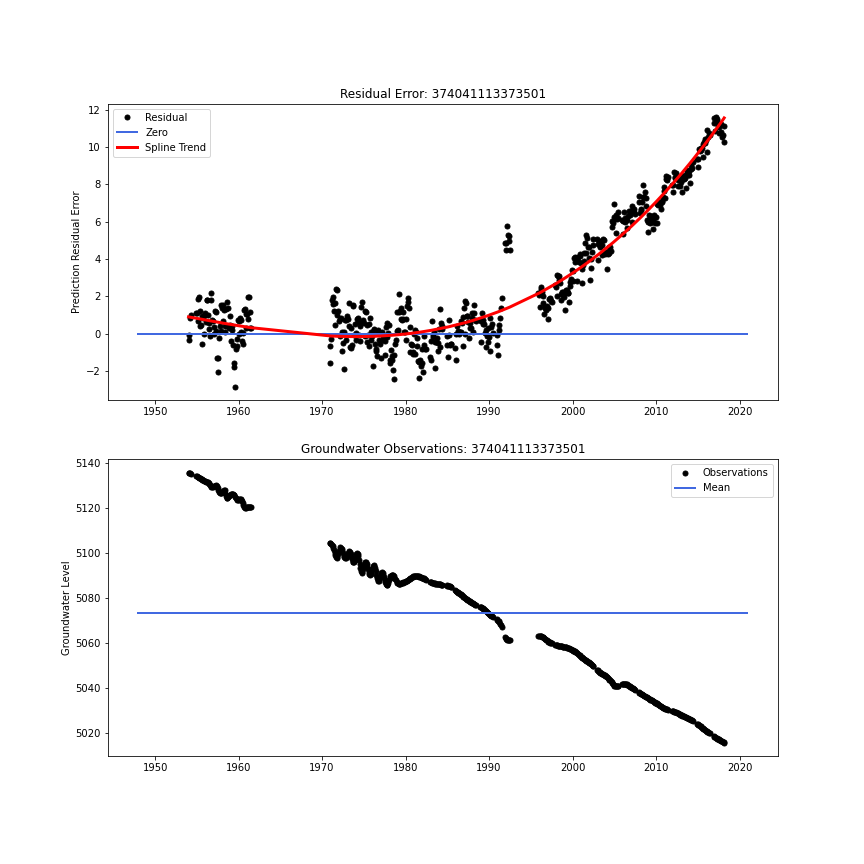 Residual Error: 374041113373501
Residual
Zero
Spline Trend
Prediction Residual Error
12
10
8
6
4
2
0
−2
1950 1960 1970 1980 1990 2000 2010 2020
Groundwater Observations: 374041113373501
Observations
Mean
Groundwater Level
5140
5120
5100
5080
5060
5040
5020
1950 1960 1970 1980 1990 2000 2010 2020